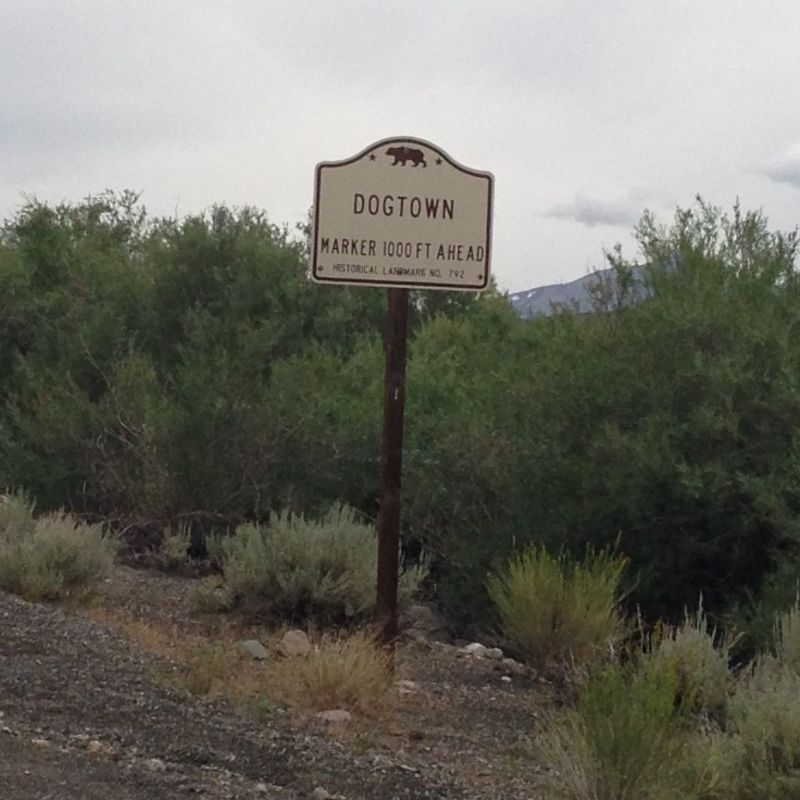 DOGTOWN
MARKER 1000 FT AHEAD
HISTORICAL LANDMARK NO. 792